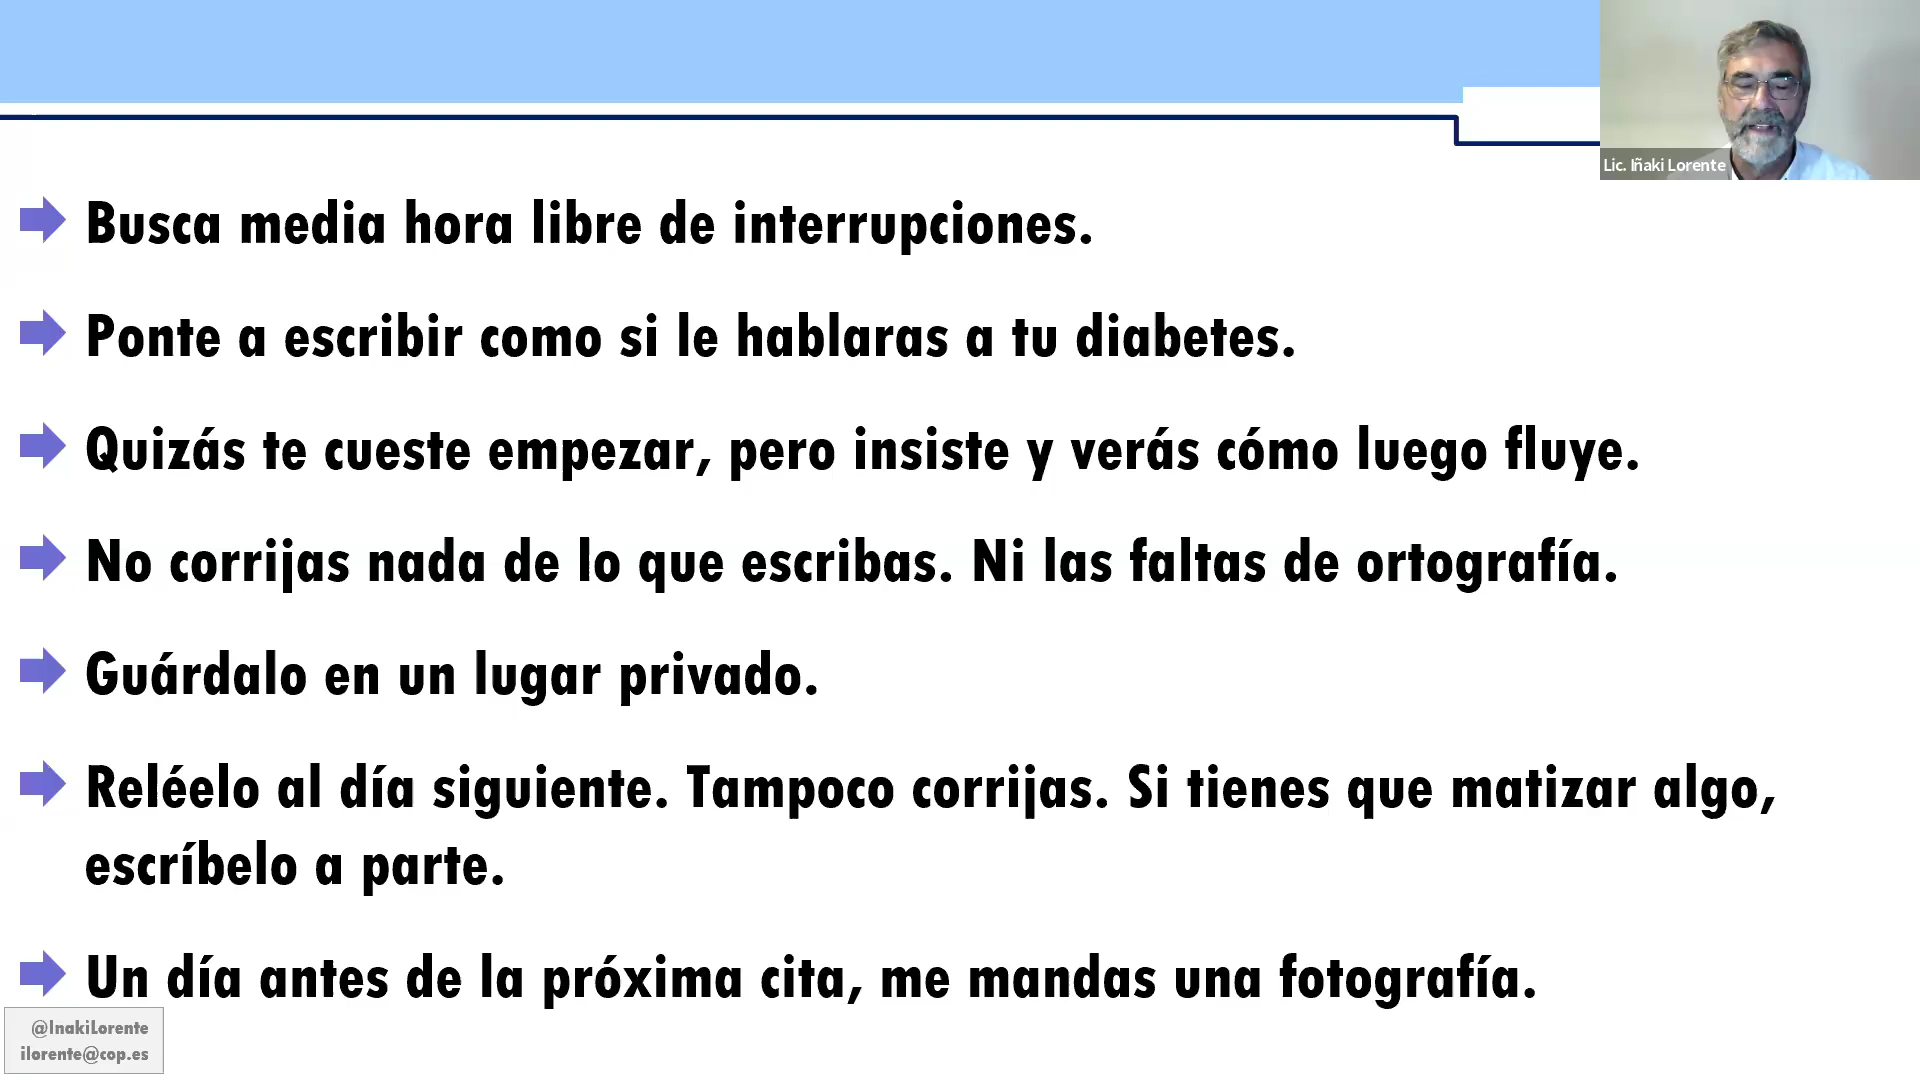 Lic. Iñaki Lorente
Busca media hora libre de interrupciones.
Ponte a escribir como si le hablaras a tu diabetes.
Quizás te cueste empezar, pero insiste y verás cómo luego fluye.
No corrijas nada de lo que escribas. Ni las faltas de ortografía.
Guárdalo en un lugar privado.
Reléelo al día siguiente. Tampoco corrijas. Si tienes que matizar algo,
escríbelo a parte.
Un día antes de la próxima cita, me mandas una fotografía.
@InakiLorente
ilorente@cop.es